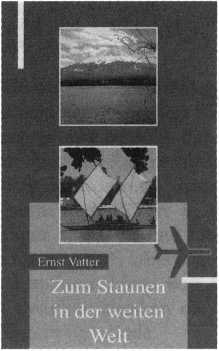 Ernst Vatter
Zum Staunen
in der weiten
Welt